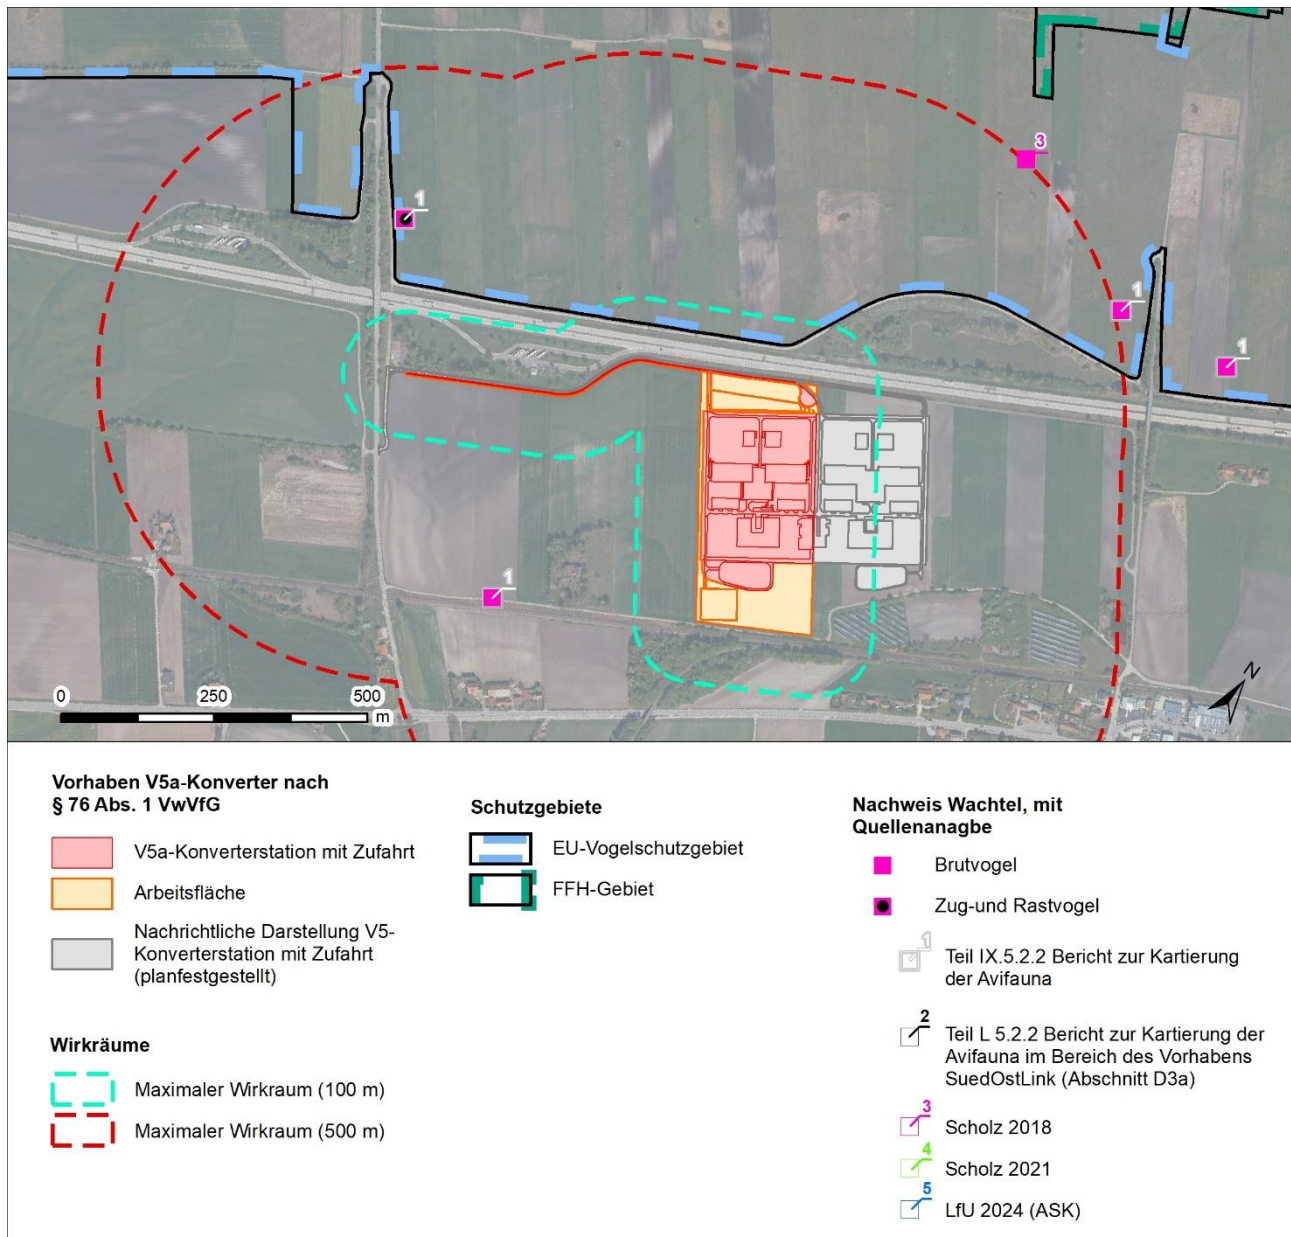 3
1
1
1
1
N
0 250 500
m
Vorhaben V5a-Konverter nach
§ 76 Abs. 1 VwVfG
V5a-Konverterstation mit Zufahrt
Arbeitsfläche
Nachrichtliche Darstellung V5-
Konverterstation mit Zufahrt
(planfestgestellt)
Wirkräume
Maximaler Wirkraum (100 m)
Maximaler Wirkraum (500 m)
Schutzgebiete
EU-Vogelschutzgebiet
FFH-Gebiet
Nachweis Wachtel, mit
Quellenanagbe
Brutvogel
Zug-und Rastvogel
1
Teil IX.5.2.2 Bericht zur Kartierung
der Avifauna
2
Teil L 5.2.2 Bericht zur Kartierung der
Avifauna im Bereich des Vorhabens
SuedOstLink (Abschnitt D3a)
3
Scholz 2018
4
Scholz 2021
5
LfU 2024 (ASK)